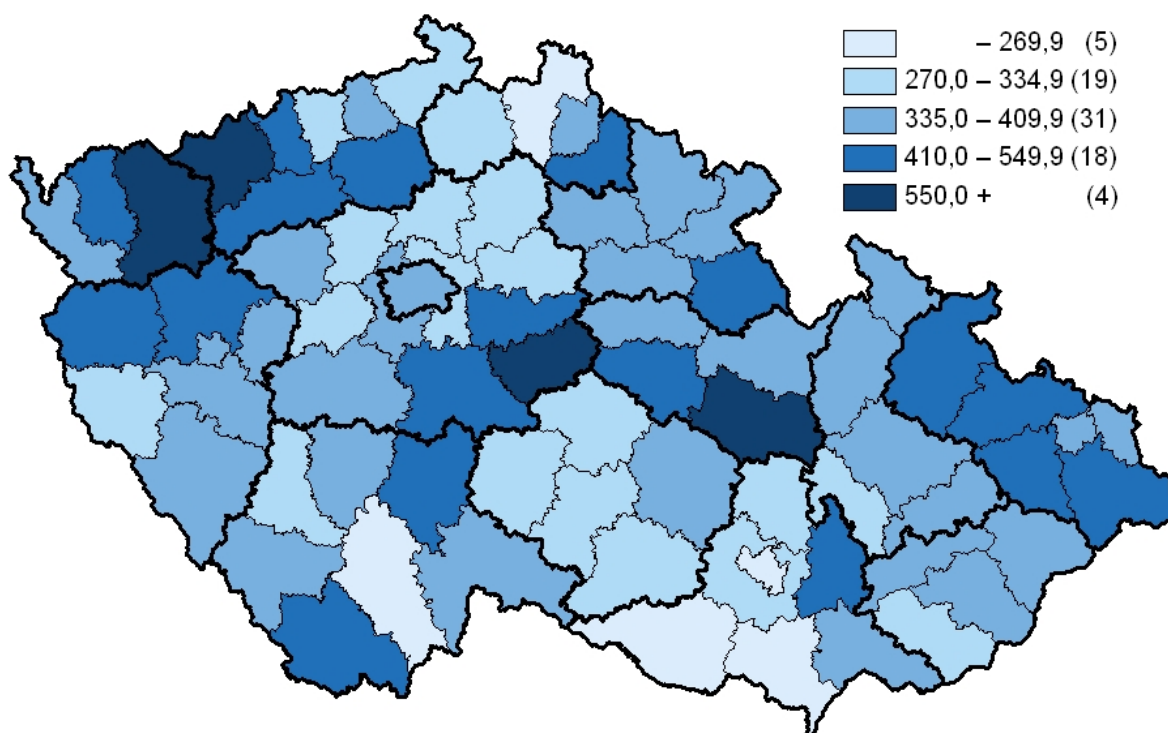 – 269,9 (5)
270,0 – 334,9 (19)
335,0 – 409,9 (31)
410,0 – 549,9 (18)
550,0 + (4)